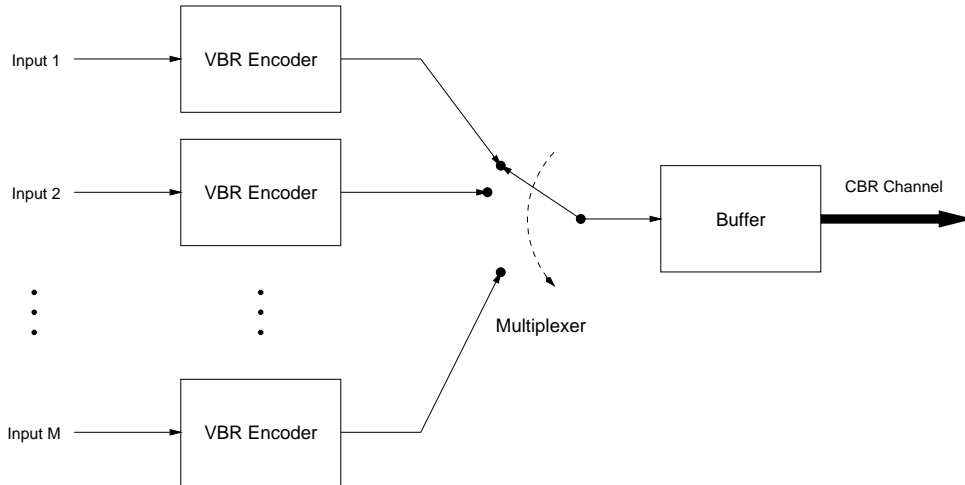 Input 1
VBR Encoder
Input 2
VBR Encoder
CBR Channel
Buffer
Multiplexer
Input M
VBR Encoder